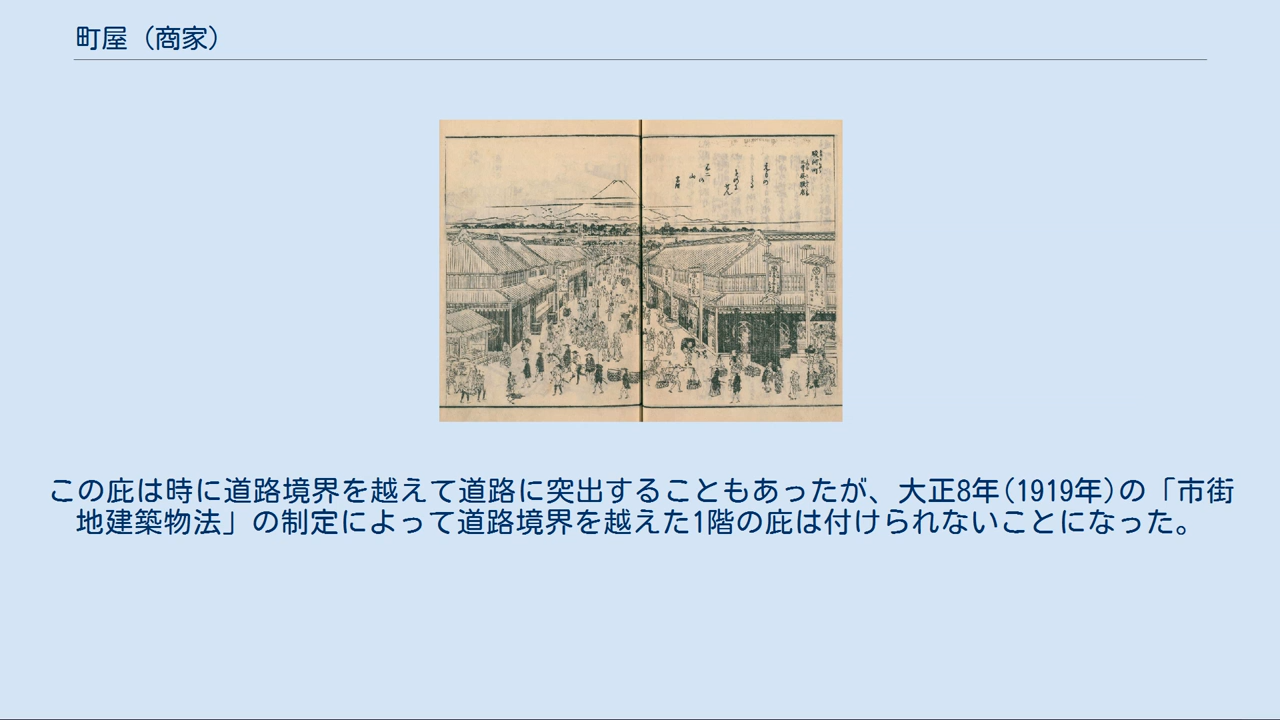 町屋（商家）
駿河町
この庇は時に道路境界を越えて道路に突出することもあったが、大正8年(1919年)の「市街
地建築物法」の制定によって道路境界を越えた1階の庇は付けられないことになった。